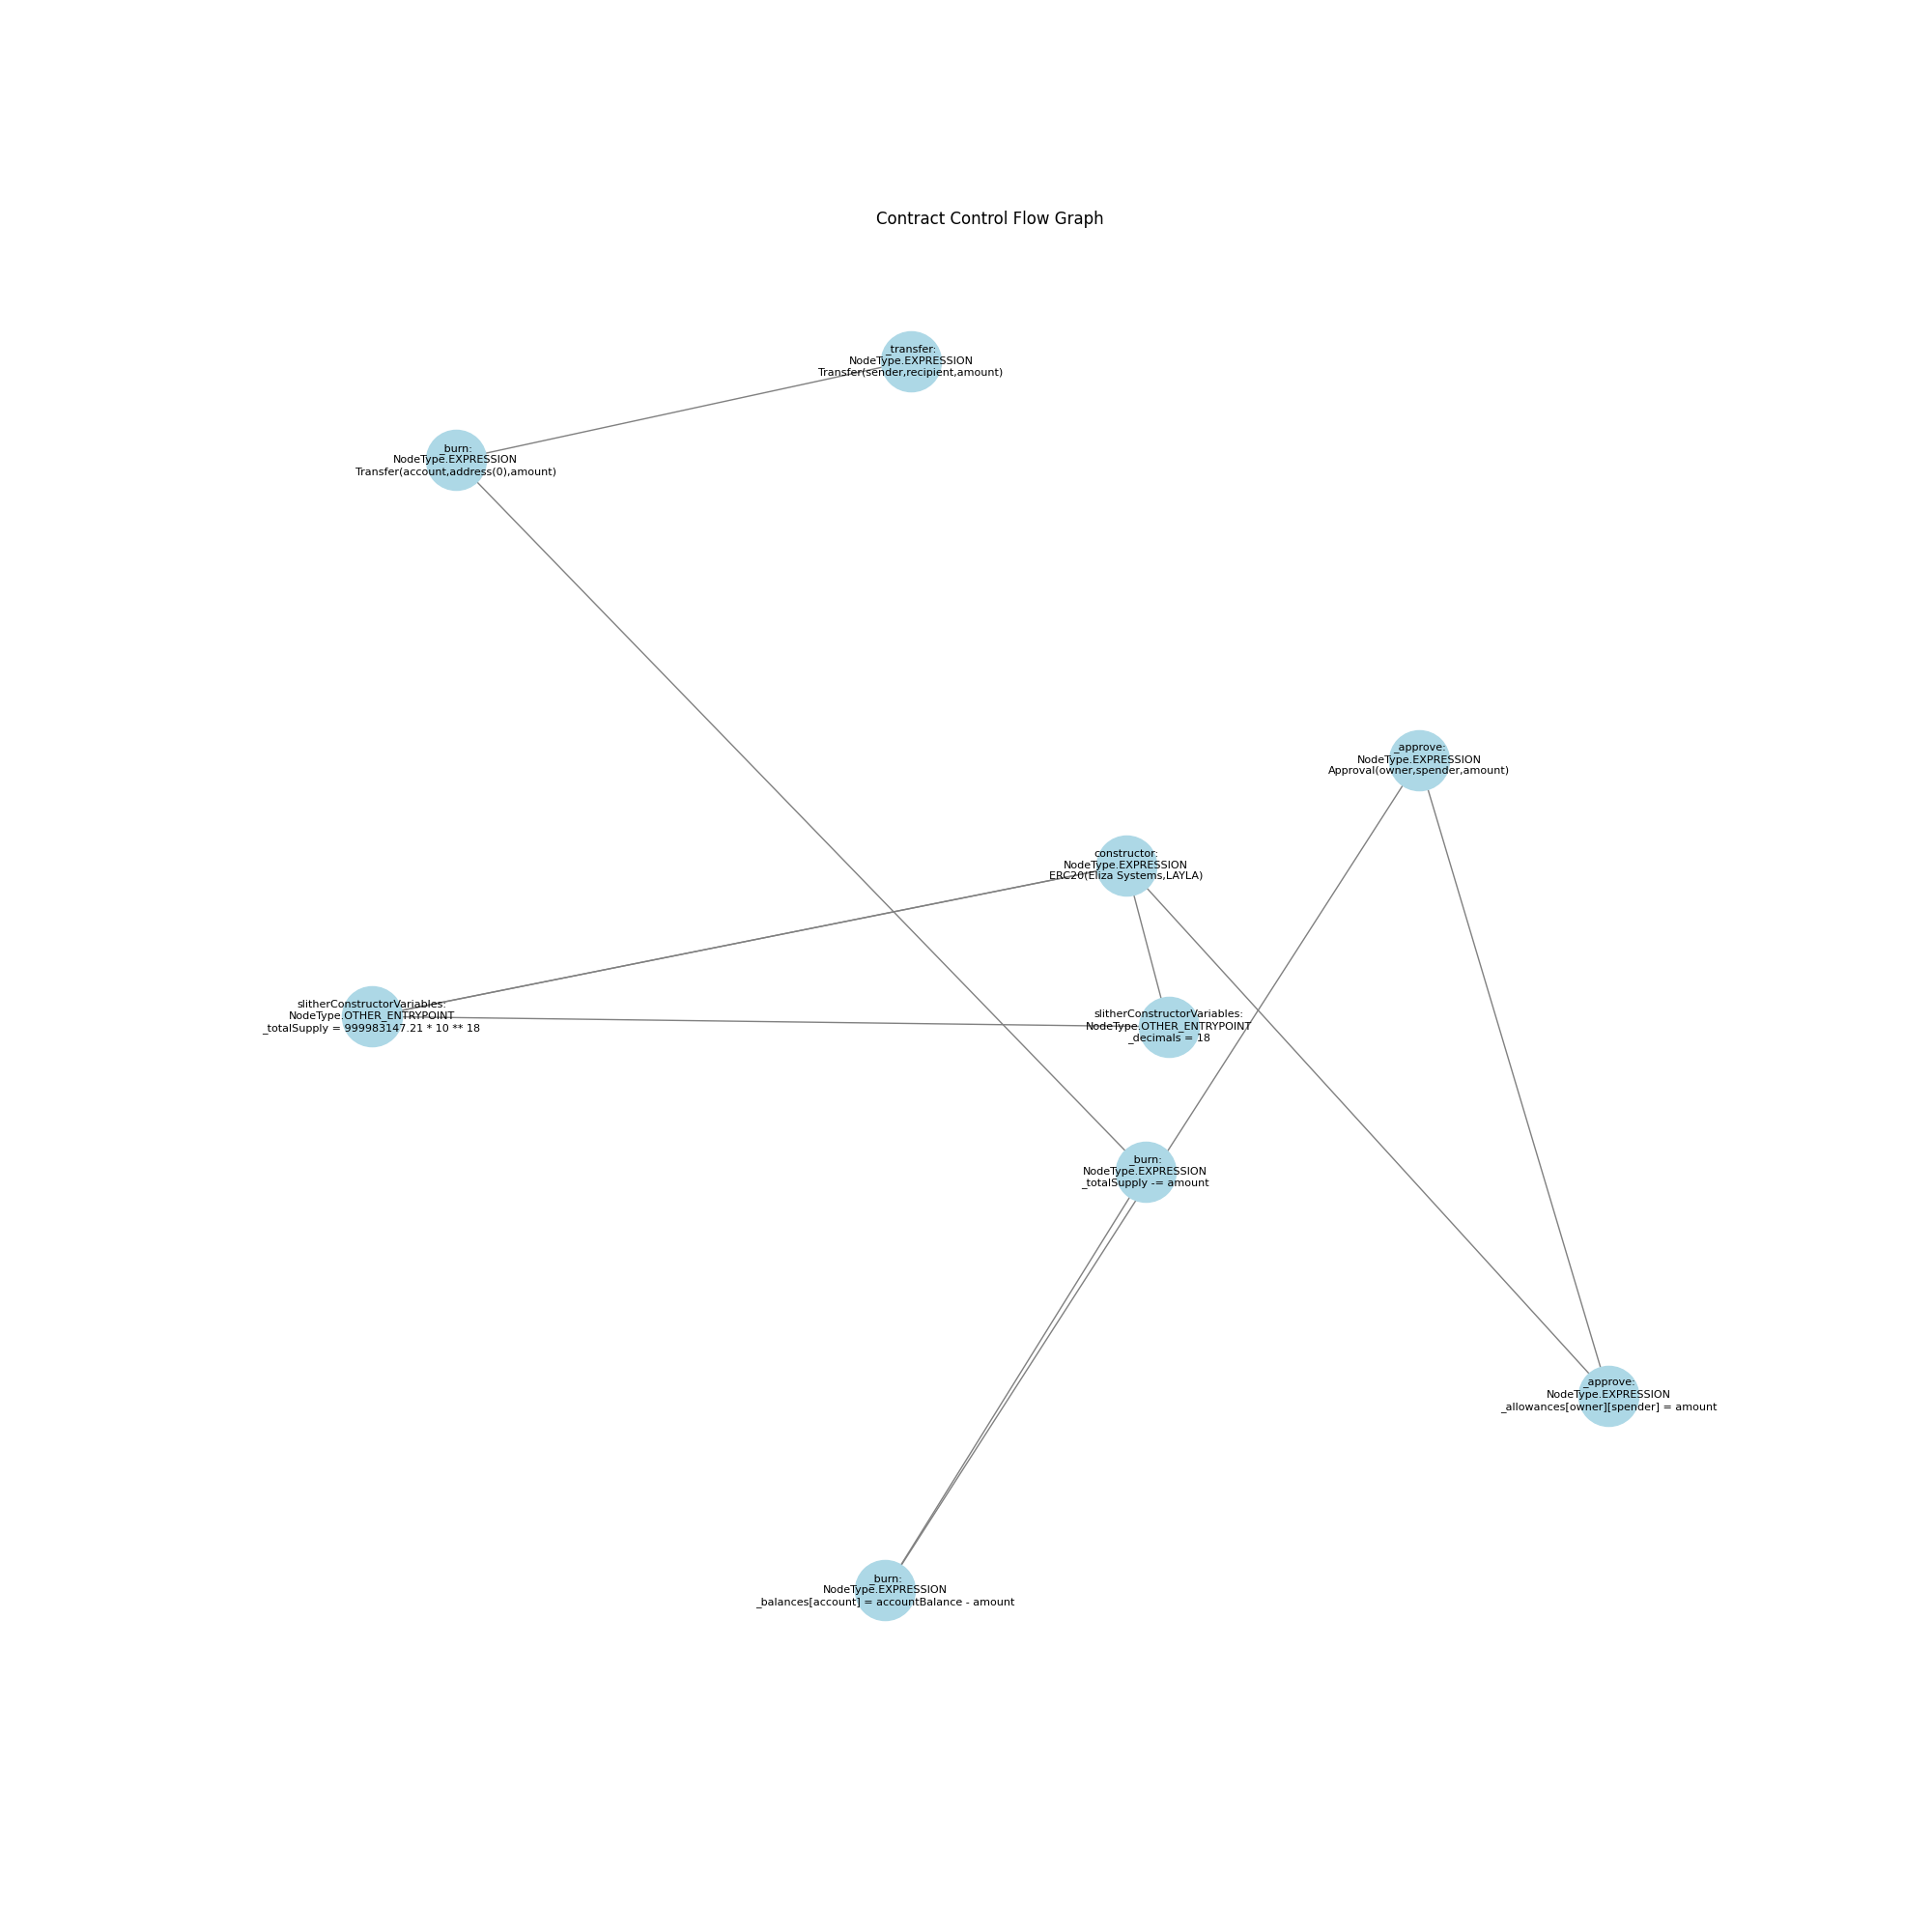 Contract Control Flow Graph
_transfer:
NodeType.EXPRESSION
Transfer(sender,recipient,amount)
_burn:
NodeType.EXPRESSION
Transfer(account,address(0),amount)
_approve:
NodeType.EXPRESSION
Approval(owner,spender,amount)
constructor:
NodeType.EXPRESSION
ERC20(Eliza Systems,LAYLA)
slitherConstructorVariables:
NodeType.OTHER_ENTRYPOINT
_totalSupply = 999983147.21 * 10 ** 18
slitherConstructorVariables:
NodeType.OTHER_ENTRYPOINT
_decimals = 18
_burn:
NodeType.EXPRESSION
_totalSupply -= amount
_approve:
NodeType.EXPRESSION
_allowances[owner][spender] = amount
_burn:
NodeType.EXPRESSION
_balances[account] = accountBalance - amount